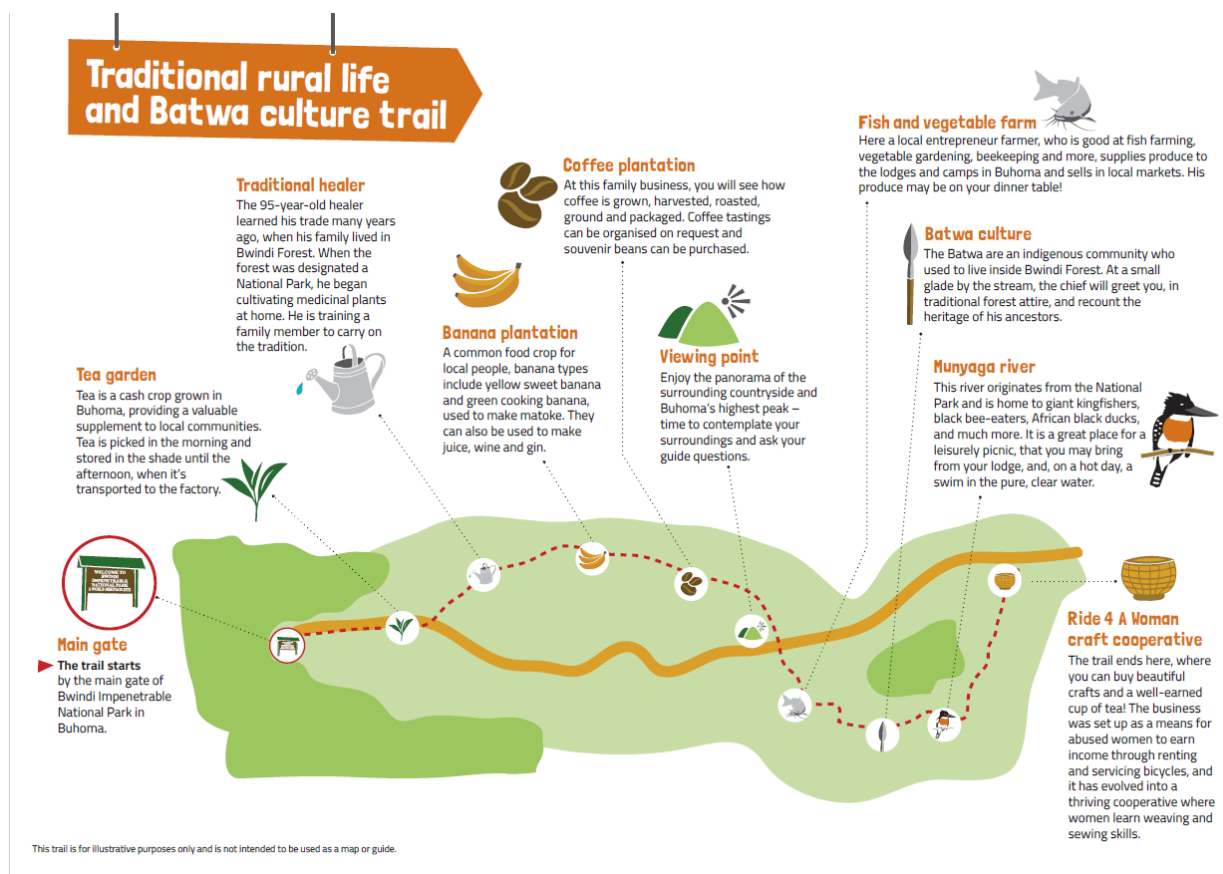 Traditional rural life
and Batwa culture trail
Fish and vegetable farm
Here a local entrepreneur farmer, who is good at fish farming,
vegetable gardening, beekeeping and more, supplies produce to
the lodges and camps in Buhoma and sells in local markets. His
produce may be on your dinner table!
Coffee plantation
At this family business, you will see how
coffee is grown, harvested, roasted,
ground and packaged. Coffee tastings
can be organised on request and
souvenir beans can be purchased.
Traditional healer
The 95-year-old healer
learned his trade many years
ago, when his family lived in
Bwindi Forest. When the
forest was designated a
National Park, he began
cultivating medicinal plants
at home. He is training a
family member to carry on
the tradition.
Batwa culture
The Batwa are an indigenous community who
used to live inside Bwindi Forest. At a small
glade by the stream, the chief will greet you, in
traditional forest attire, and recount the
heritage of his ancestors.
Banana plantation
A common food crop for
local people, banana types
include yellow sweet banana
and green cooking banana,
used to make matoke. They
can also be used to make
juice, wine and gin.
Viewing point
Enjoy the panorama of the
surrounding countryside and
Buhoma's highest peak –
time to contemplate your
surroundings and ask your
guide questions.
Munyaga river
This river originates from the National
Park and is home to giant kingfishers,
black bee-eaters, African black ducks,
and much more. It is a great place for a
leisurely picnic, that you may bring
from your lodge, and, on a hot day, a
swim in the pure, clear water.
Tea garden
Tea is a cash crop grown in
Buhoma, providing a valuable
supplement to local communities.
Tea is picked in the morning and
stored in the shade until the
afternoon, when it's
transported to the factory.
WELCOME TO
BWINDI
IMPENETRABLE
NATIONAL PARK
Main gate
The trail starts
by the main gate of
Bwindi Impenetrable
National Park in
Buhoma.
Ride 4 A Woman
craft cooperative
The trail ends here, where
you can buy beautiful
crafts and a well-earned
cup of tea! The business
was set up as a means for
abused women to earn
income through renting
and servicing bicycles, and
it has evolved into a
thriving cooperative where
women learn weaving and
sewing skills.
This trail is for illustrative purposes only and is not intended to be used as a map or guide.